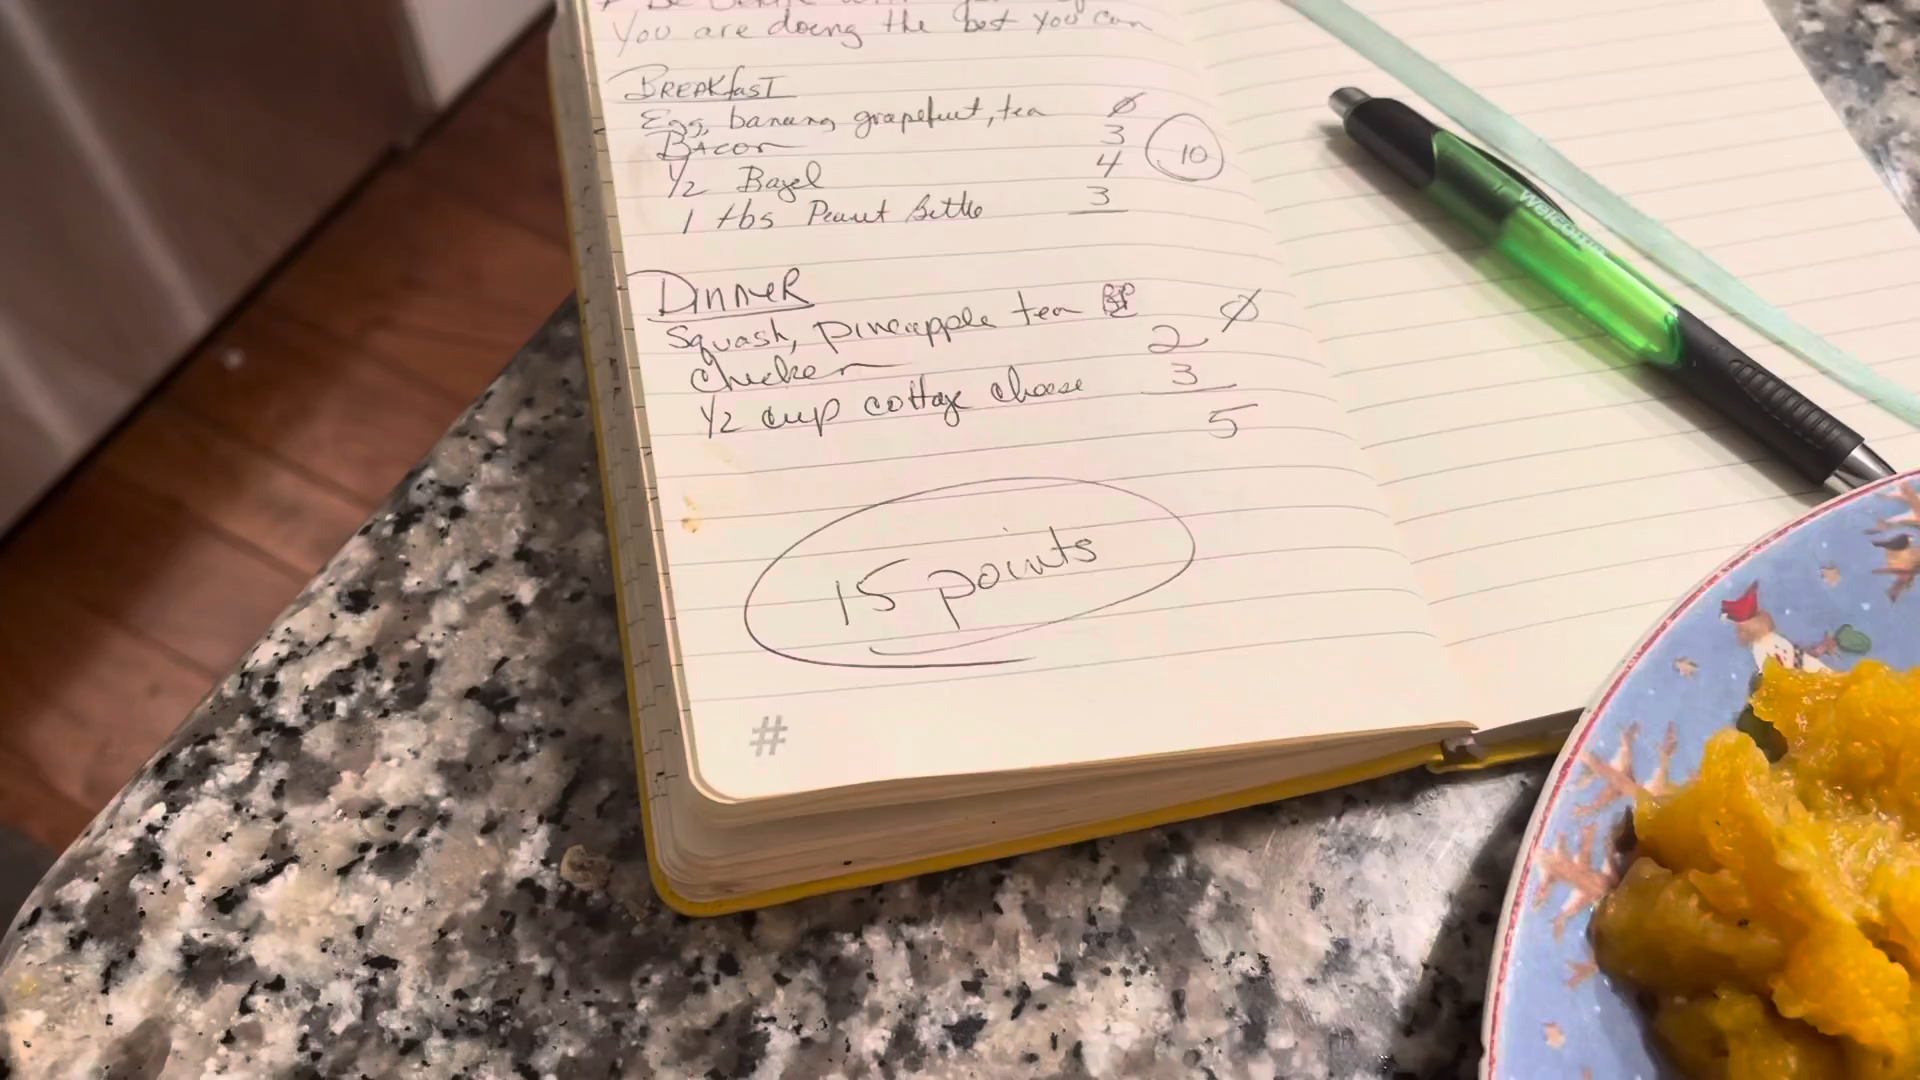 You are doing the best you can
BREAKfasT
Egg, banana, grapefruit, tea Ø
Bacon 3
1/2 Bagel 4
10
1 tbs Peanut Butter 3
DINNER
Squash, pineapple tea Ø
chicken 2
1/2 cup cottage cheese 3
5
15 points
#
Welcome